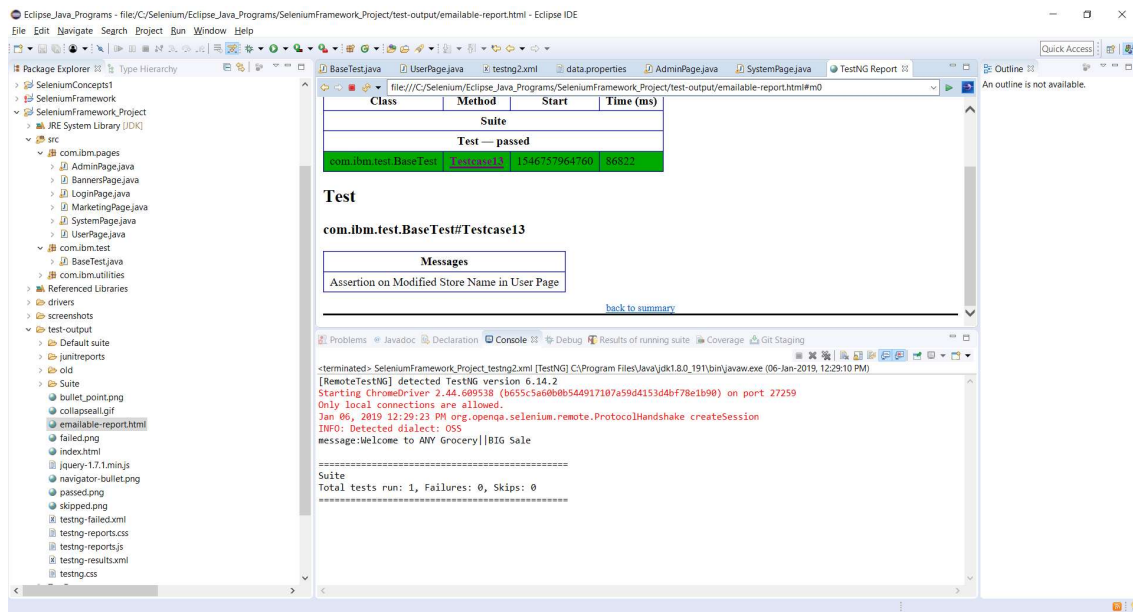 Eclipse_Java_Programs - file:/C:/Selenium/Eclipse_Java_Programs/SeleniumFramework_Project/test-output/emailable-report.html - Eclipse IDE
File Edit Navigate Search Project Run Window Help
Quick Access
Package Explorer Type Hierarchy
SeleniumConcepts1
SeleniumFramework
SeleniumFramework_Project
JRE System Library [JDK]
src
com.ibm.pages
AdminPage.java
BannersPage.java
LoginPage.java
MarketingPage.java
SystemPage.java
UserPage.java
com.ibm.test
BaseTest.java
com.ibm.utilities
Referenced Libraries
drivers
screenshots
test-output
Default suite
junitreports
old
Suite
bullet_point.png
collapseall.gif
emailable-report.html
failed.png
index.html
jquery-1.7.1.min.js
navigator-bullet.png
passed.png
skipped.png
testng-failed.xml
testng-reports.css
testng-reports.js
testng-results.xml
testng.css
BaseTest.java UserPage.java testng2.xml data.properties AdminPage.java SystemPage.java TestNG Report
file:///C:/Selenium/Eclipse_Java_Programs/SeleniumFramework_Project/test-output/emailable-report.html#m0
Class Method Start Time (ms)
Suite
Test — passed
com.ibm.test.BaseTest Testcase13 1546757964760 86822
Test
com.ibm.test.BaseTest#Testcase13
Messages
Assertion on Modified Store Name in User Page
back to summary
Problems Javadoc Declaration Console Debug Results of running suite Coverage Git Staging
<terminated> SeleniumFramework_Project_testng2.xml [TestNG] C:\Program Files\Java\jdk1.8.0_191\bin\javaw.exe (06-Jan-2019, 12:29:10 PM)
[RemoteTestNG] detected TestNG version 6.14.2
Starting ChromeDriver 2.44.609538 (b655c5a60b0b544917107a59d4153d4bf78e1b90) on port 27259
Only local connections are allowed.
Jan 06, 2019 12:29:23 PM org.openqa.selenium.remote.ProtocolHandshake createSession
INFO: Detected dialect: OSS
message:Welcome to ANY Grocery||BIG Sale
===============================================
Suite
Total tests run: 1, Failures: 0, Skips: 0
===============================================
Outline
An outline is not available.